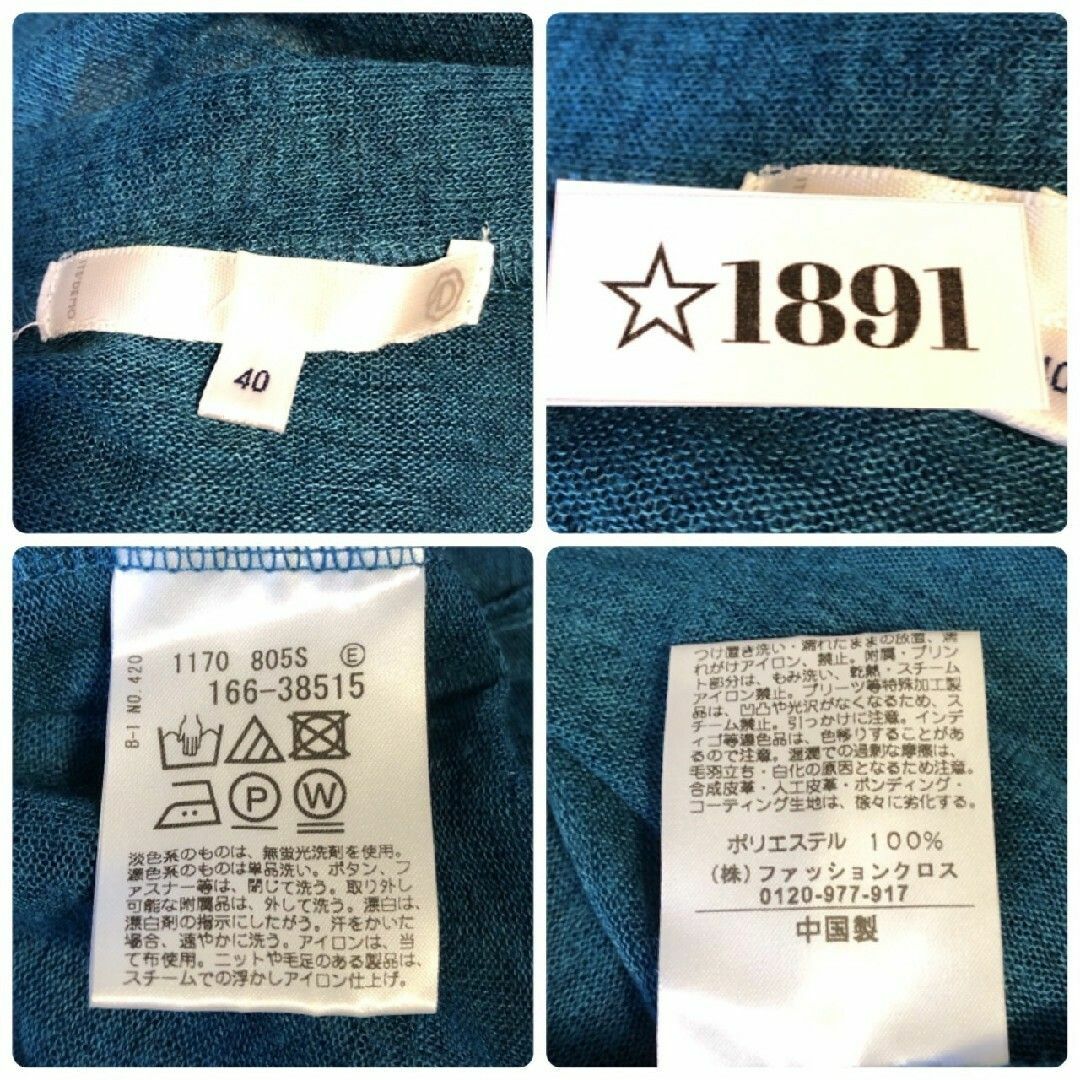 40
☆1891
40
B-1 NO.420
1170 805S Ⓔ
166-38515
P
W
淡色系のものは、無蛍光洗剤を使用。
濃色系のものは単品洗い。ボタン、フ
ァスナー等は、閉じて洗う。取り外し
可能な附属品は、外して洗う。漂白は、
漂白剤の指示にしたがう。汗をかいた
場合、速やかに洗う。アイロンは、当
て布使用。ニットや毛足のある製品は、
スチームでの浮かしアイロン仕上げ。
つけ置き洗い・濡れたままの放置、濡
れがけアイロン、禁止。附属・プリン
ト部分は、もみ洗い、乾熱・スチーム
アイロン禁止。プリーツ等特殊加工製
品は、凹凸や光沢がなくなるため、ス
チーム禁止。引っかけに注意。インデ
ィゴ等濃色品は、色移りすることがあ
るので注意。湿潤での過剰な摩擦は、
毛羽立ち・白化の原因となるため注意。
合成皮革・人工皮革・ボンディング・
コーティング生地は、徐々に劣化する。
ポリエステル 100%
(株)ファッションクロス
0120-977-917
中国製